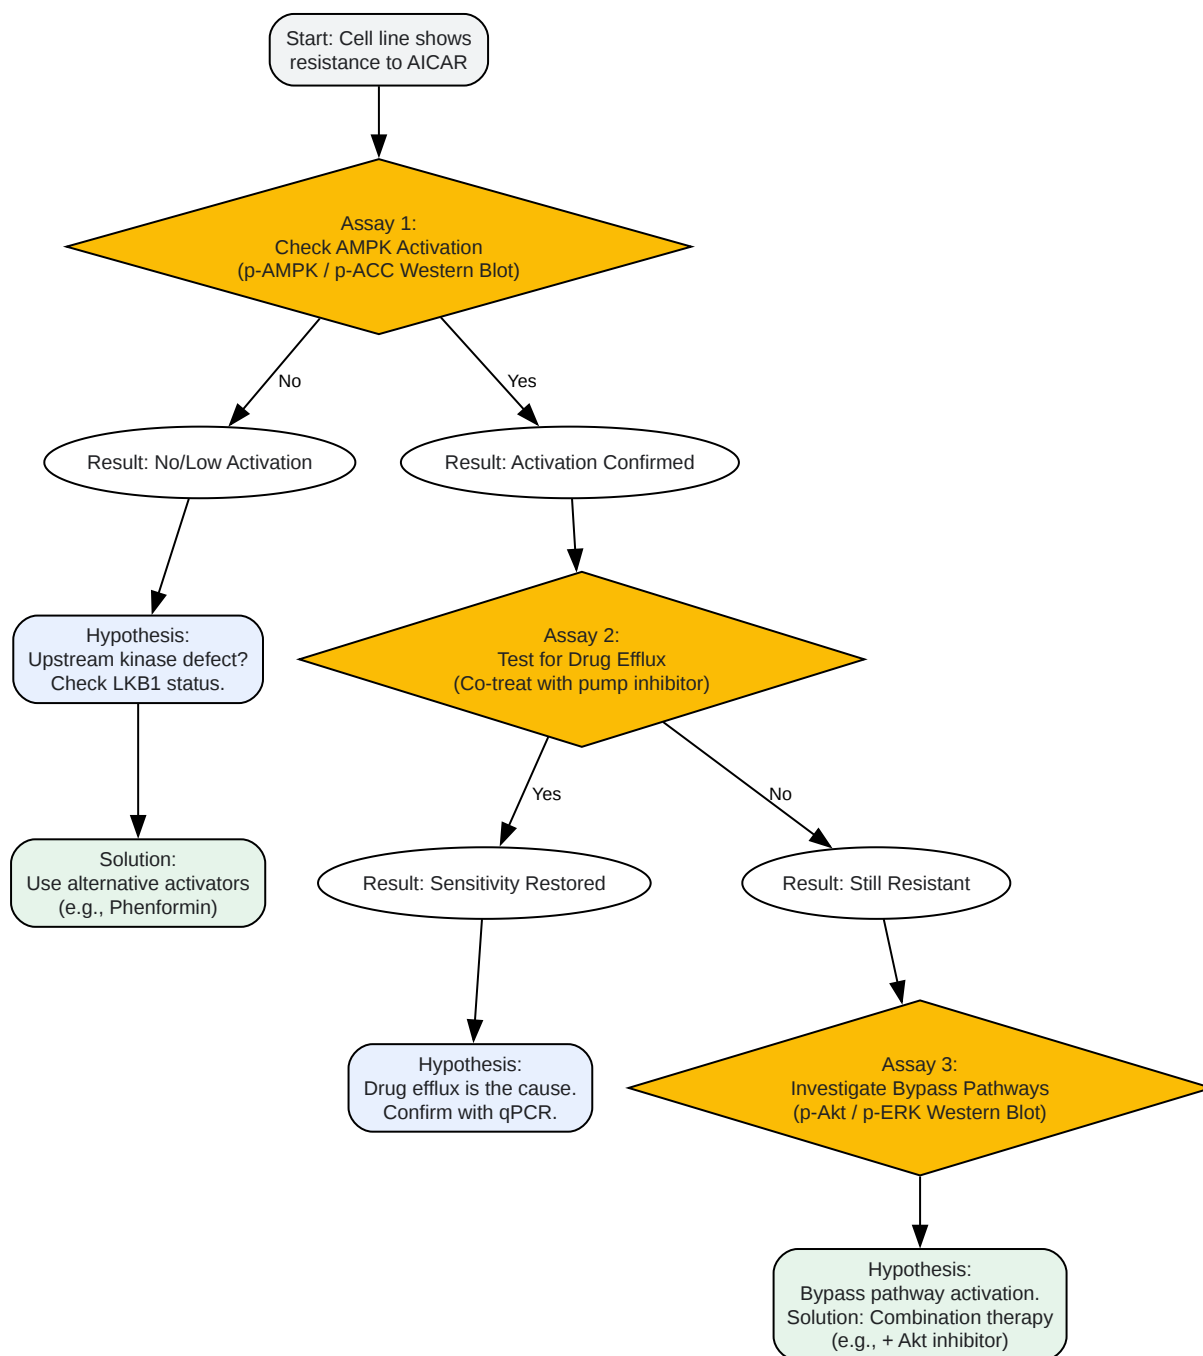 Start: Cell line shows
resistance to AICAR
Assay 1:
Check AMPK Activation
(p-AMPK / p-ACC Western Blot)
No
Yes
Result: No/Low Activation
Result: Activation Confirmed
Hypothesis:
Upstream kinase defect?
Check LKB1 status.
Assay 2:
Test for Drug Efflux
(Co-treat with pump inhibitor)
Yes
No
Solution:
Use alternative activators
(e.g., Phenformin)
Result: Sensitivity Restored
Result: Still Resistant
Hypothesis:
Drug efflux is the cause.
Confirm with qPCR.
Assay 3:
Investigate Bypass Pathways
(p-Akt / p-ERK Western Blot)
Hypothesis:
Bypass pathway activation.
Solution: Combination therapy
(e.g., + Akt inhibitor)